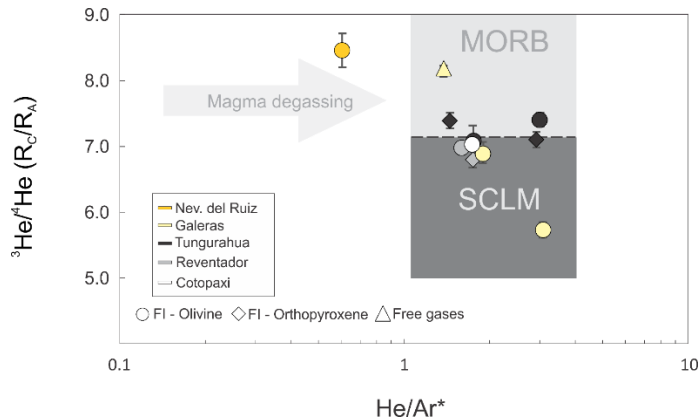 ³He/⁴He (R_C/R_A)
9.0
8.0
7.0
6.0
5.0
MORB
Magma degassing
SCLM
Nev. del Ruiz
Galeras
Tungurahua
Reventador
Cotopaxi
FI - Olivine FI - Orthopyroxene Free gases
0.1 1 10
He/Ar*